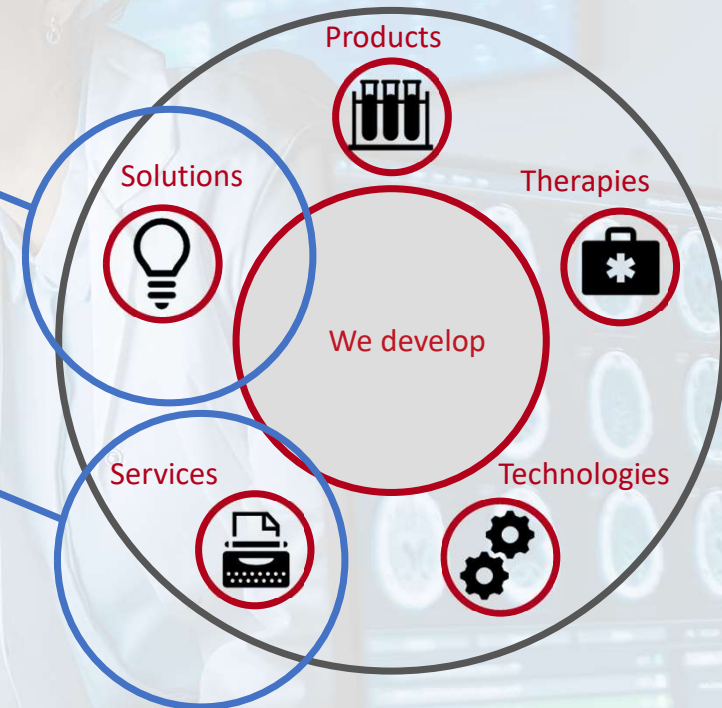 Products
Solutions
Therapies
We develop
Services
Technologies
®